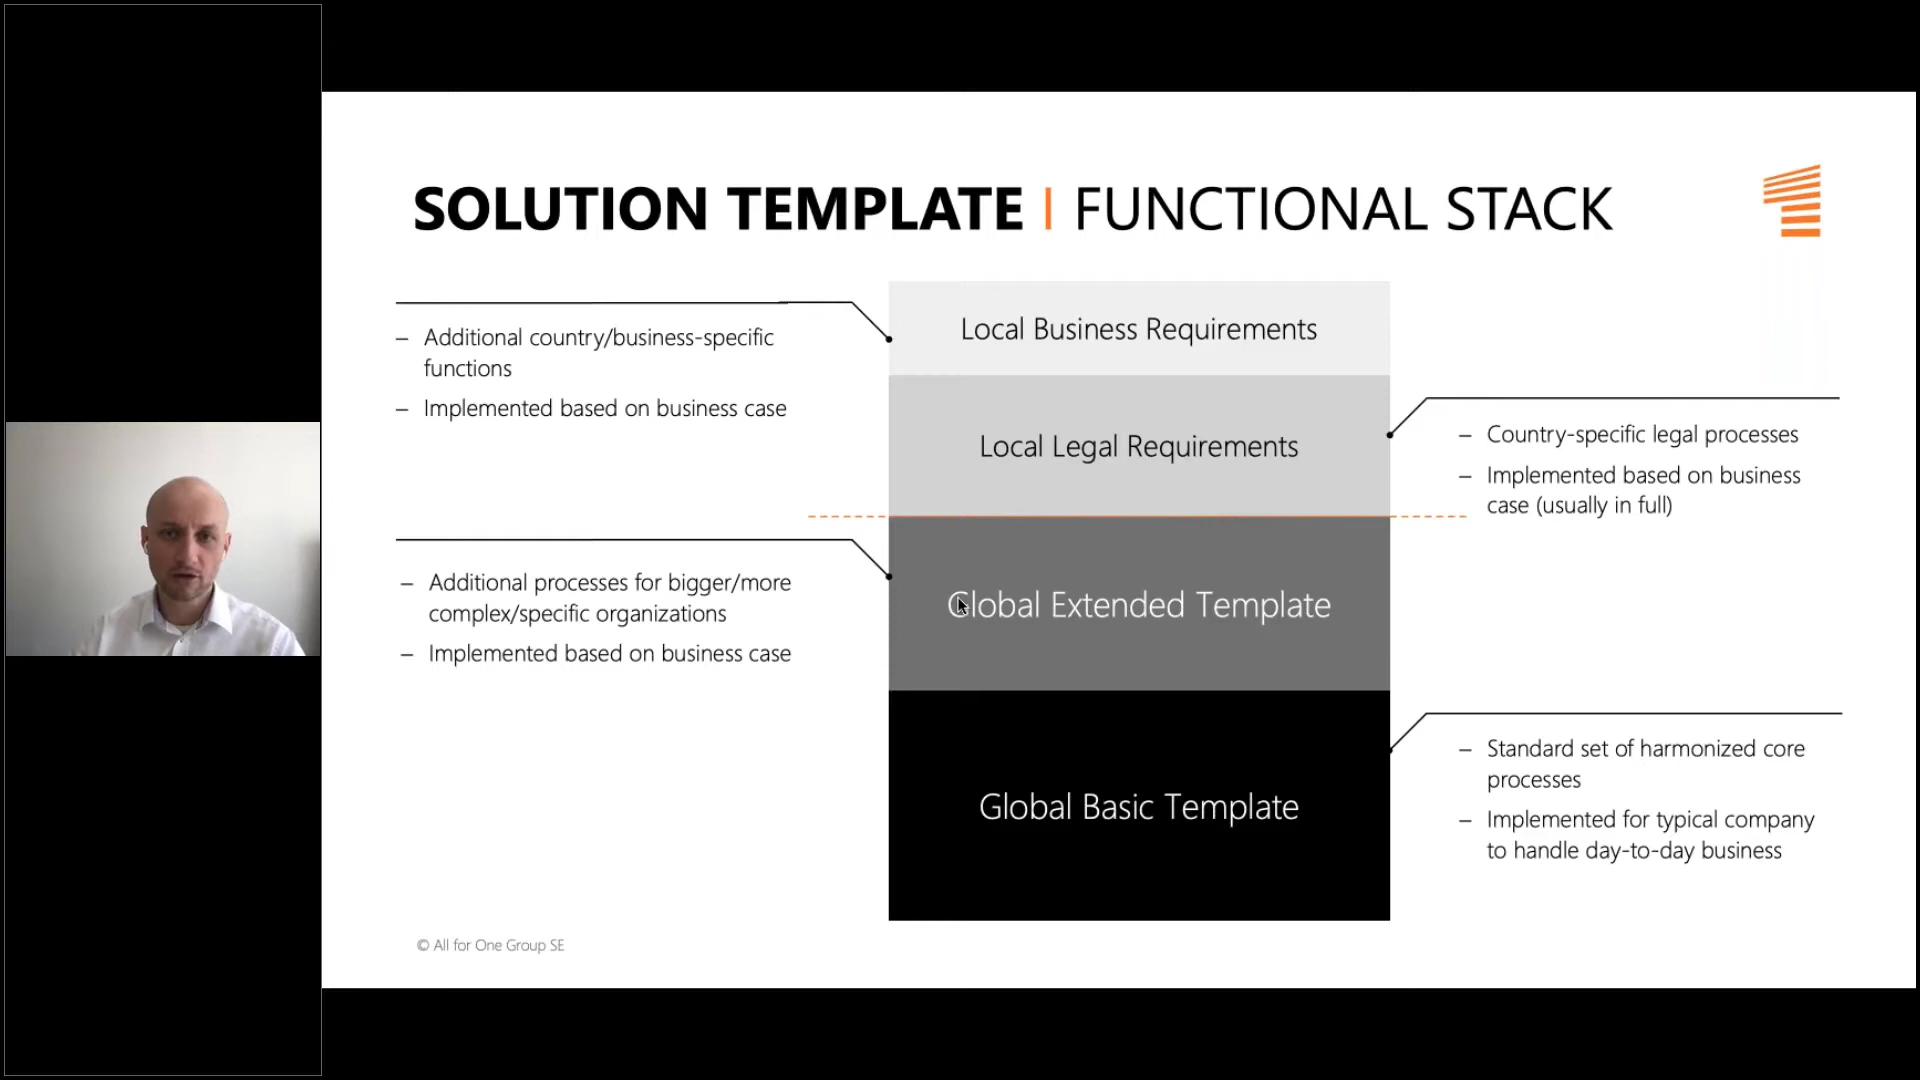 SOLUTION TEMPLATE | FUNCTIONAL STACK
– Additional country/business-specific
functions
– Implemented based on business case
Local Business Requirements
Local Legal Requirements
– Country-specific legal processes
– Implemented based on business
case (usually in full)
– Additional processes for bigger/more
complex/specific organizations
– Implemented based on business case
Global Extended Template
Global Basic Template
– Standard set of harmonized core
processes
– Implemented for typical company
to handle day-to-day business
© All for One Group SE